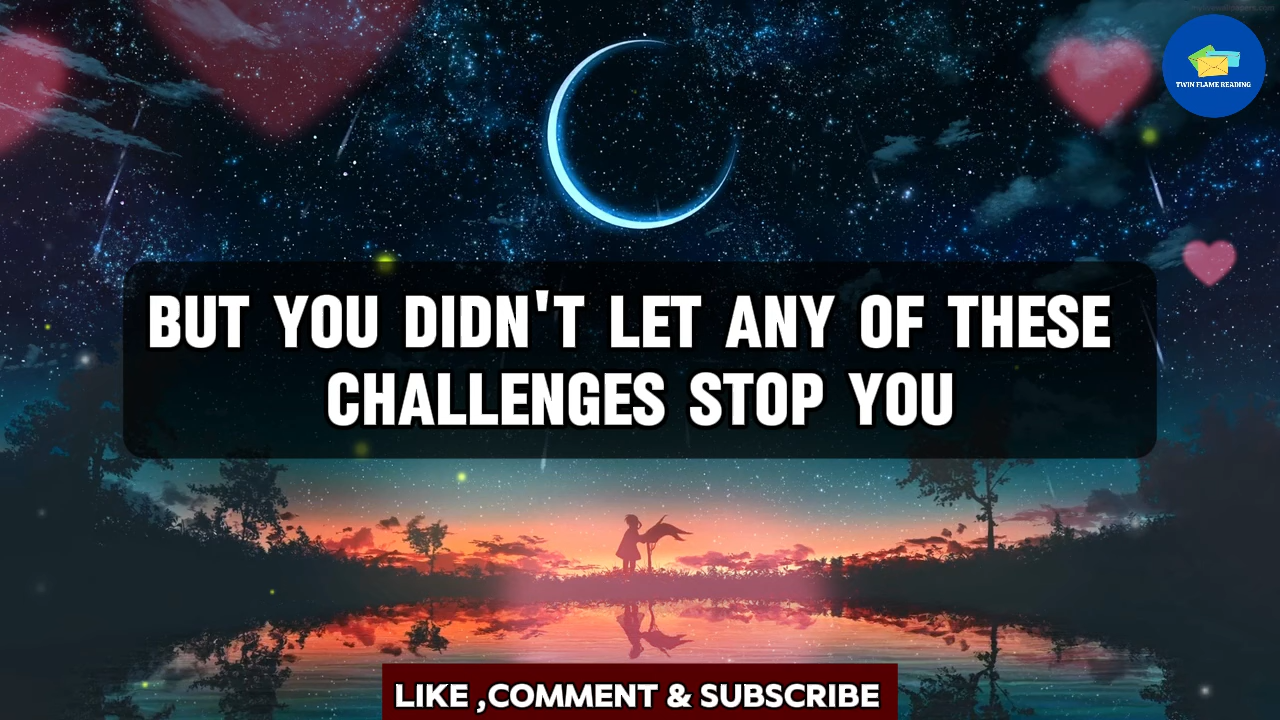 TWIN FLAME READING
BUT YOU DIDN'T LET ANY OF THESE
CHALLENGES STOP YOU
LIKE ,COMMENT & SUBSCRIBE